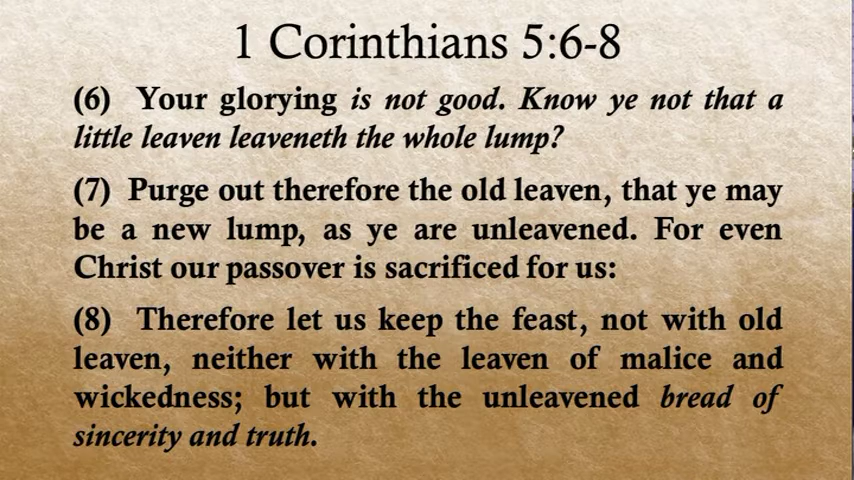 1 Corinthians 5:6-8
(6) Your glorying is not good. Know ye not that a
little leaven leaveneth the whole lump?
(7) Purge out therefore the old leaven, that ye may
be a new lump, as ye are unleavened. For even
Christ our passover is sacrificed for us:
(8) Therefore let us keep the feast, not with old
leaven, neither with the leaven of malice and
wickedness; but with the unleavened bread of
sincerity and truth.